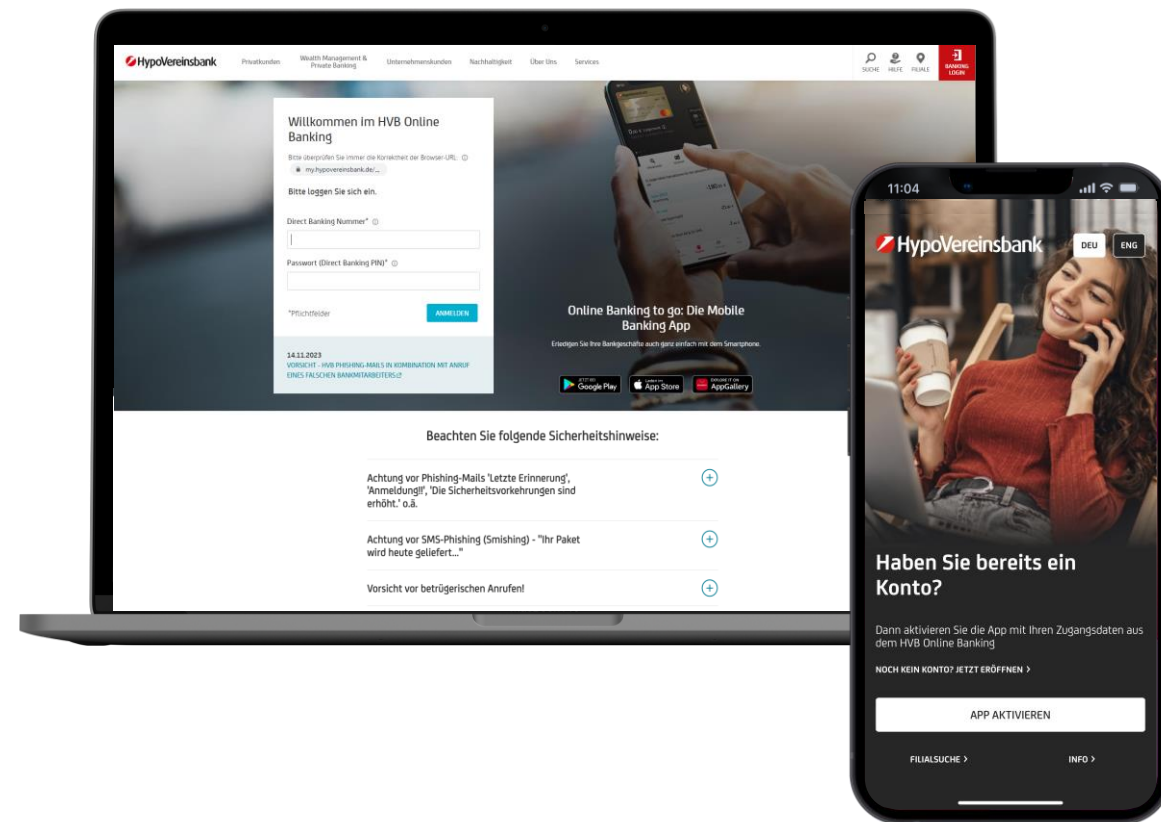 HypoVereinsbank
Privatkunden
Wealth Management &
Private Banking
Unternehmenskunden
Nachhaltigkeit
Über Uns
Services
SUCHE
HILFE
FILIALE
BANKING
LOGIN
Willkommen im HVB Online
Banking
Bitte überprüfen Sie immer die Korrektheit der Browser-URL:
my.hypovereinsbank.de/...
Bitte loggen Sie sich ein.
Direct Banking Nummer*
Passwort (Direct Banking PIN)*
*Pflichtfelder
ANMELDEN
14.11.2023
VORSICHT - HVB PHISHING-MAILS IN KOMBINATION MIT ANRUF
EINES FALSCHEN BANKMITARBEITERS
Online Banking to go: Die Mobile
Banking App
Erledigen Sie Ihre Bankgeschäfte auch ganz einfach mit dem Smartphone.
JETZT BEI
Google Play
Laden im
App Store
EXPLORE IT ON
AppGallery
Beachten Sie folgende Sicherheitshinweise:
Achtung vor Phishing-Mails 'Letzte Erinnerung',
'Anmeldung!!', 'Die Sicherheitsvorkehrungen sind
erhöht.' o.ä.
Achtung vor SMS-Phishing (Smishing) - "Ihr Paket
wird heute geliefert..."
Vorsicht vor betrügerischen Anrufen!
11:04
HypoVereinsbank
DEU
ENG
Haben Sie bereits ein
Konto?
Dann aktivieren Sie die App mit Ihren Zugangsdaten aus
dem HVB Online Banking
NOCH KEIN KONTO? JETZT ERÖFFNEN >
APP AKTIVIEREN
FILIALSUCHE >
INFO >